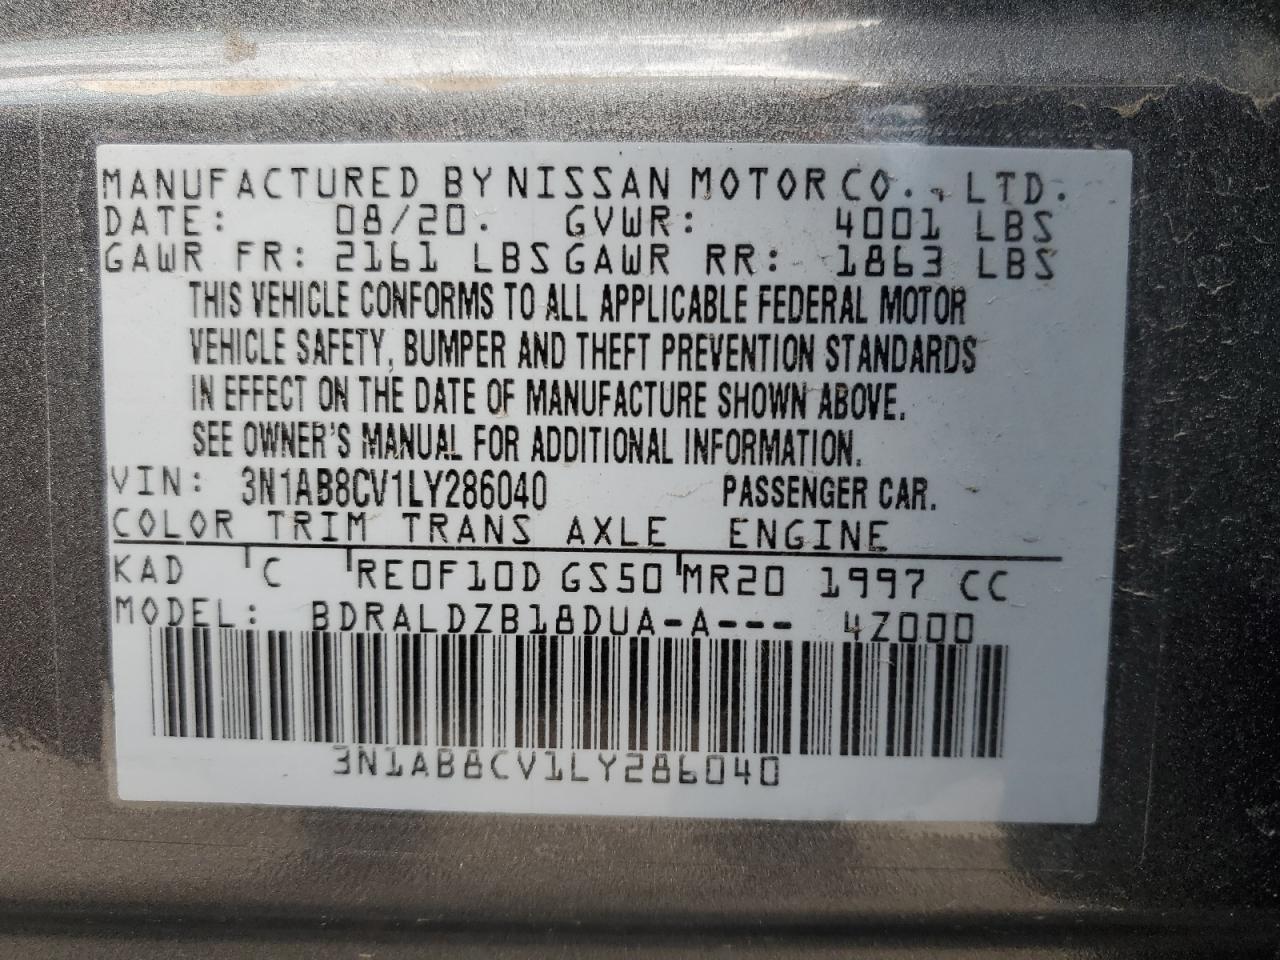 MANUFACTURED BY NISSAN MOTOR CO., LTD.
DATE: 08/20. GVWR: 4001 LBS
GAWR FR: 2161 LBS GAWR RR: 1863 LBS
THIS VEHICLE CONFORMS TO ALL APPLICABLE FEDERAL MOTOR
VEHICLE SAFETY, BUMPER AND THEFT PREVENTION STANDARDS
IN EFFECT ON THE DATE OF MANUFACTURE SHOWN ABOVE.
SEE OWNER'S MANUAL FOR ADDITIONAL INFORMATION.
VIN: 3N1AB8CV1LY286040 PASSENGER CAR.
COLOR TRIM TRANS AXLE ENGINE
KAD C RE0F10D GS50 MR20 1997 CC
MODEL: BDRALDZB18DUA-A--- 4Z000
3N1AB8CV1LY286040